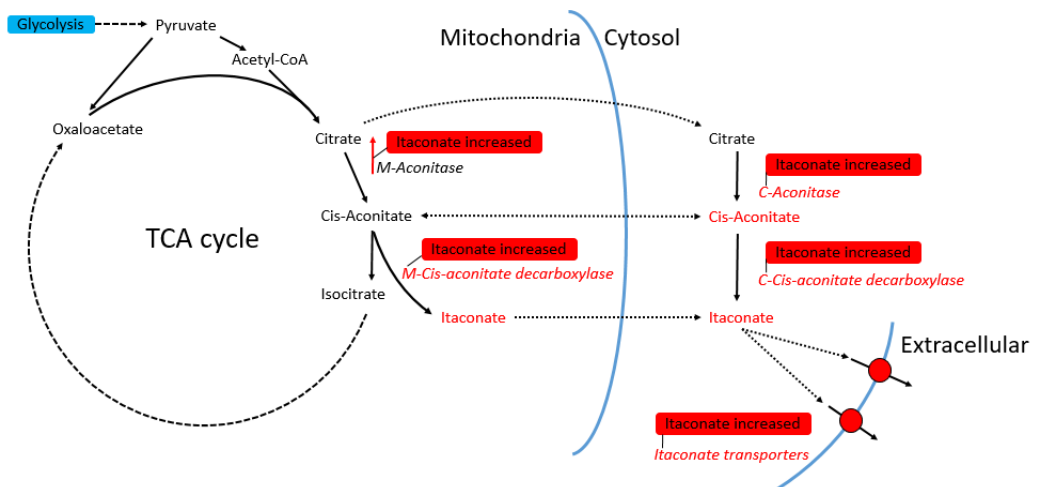 Glycolysis
Pyruvate
Mitochondria
Cytosol
Acetyl-CoA
Oxaloacetate
Citrate
Itaconate increased
M-Aconitase
Citrate
Itaconate increased
C-Aconitase
Cis-Aconitate
Cis-Aconitate
TCA cycle
Itaconate increased
M-Cis-aconitate decarboxylase
Itaconate increased
C-Cis-aconitate decarboxylase
Isocitrate
Itaconate
Itaconate
Extracellular
Itaconate increased
Itaconate transporters